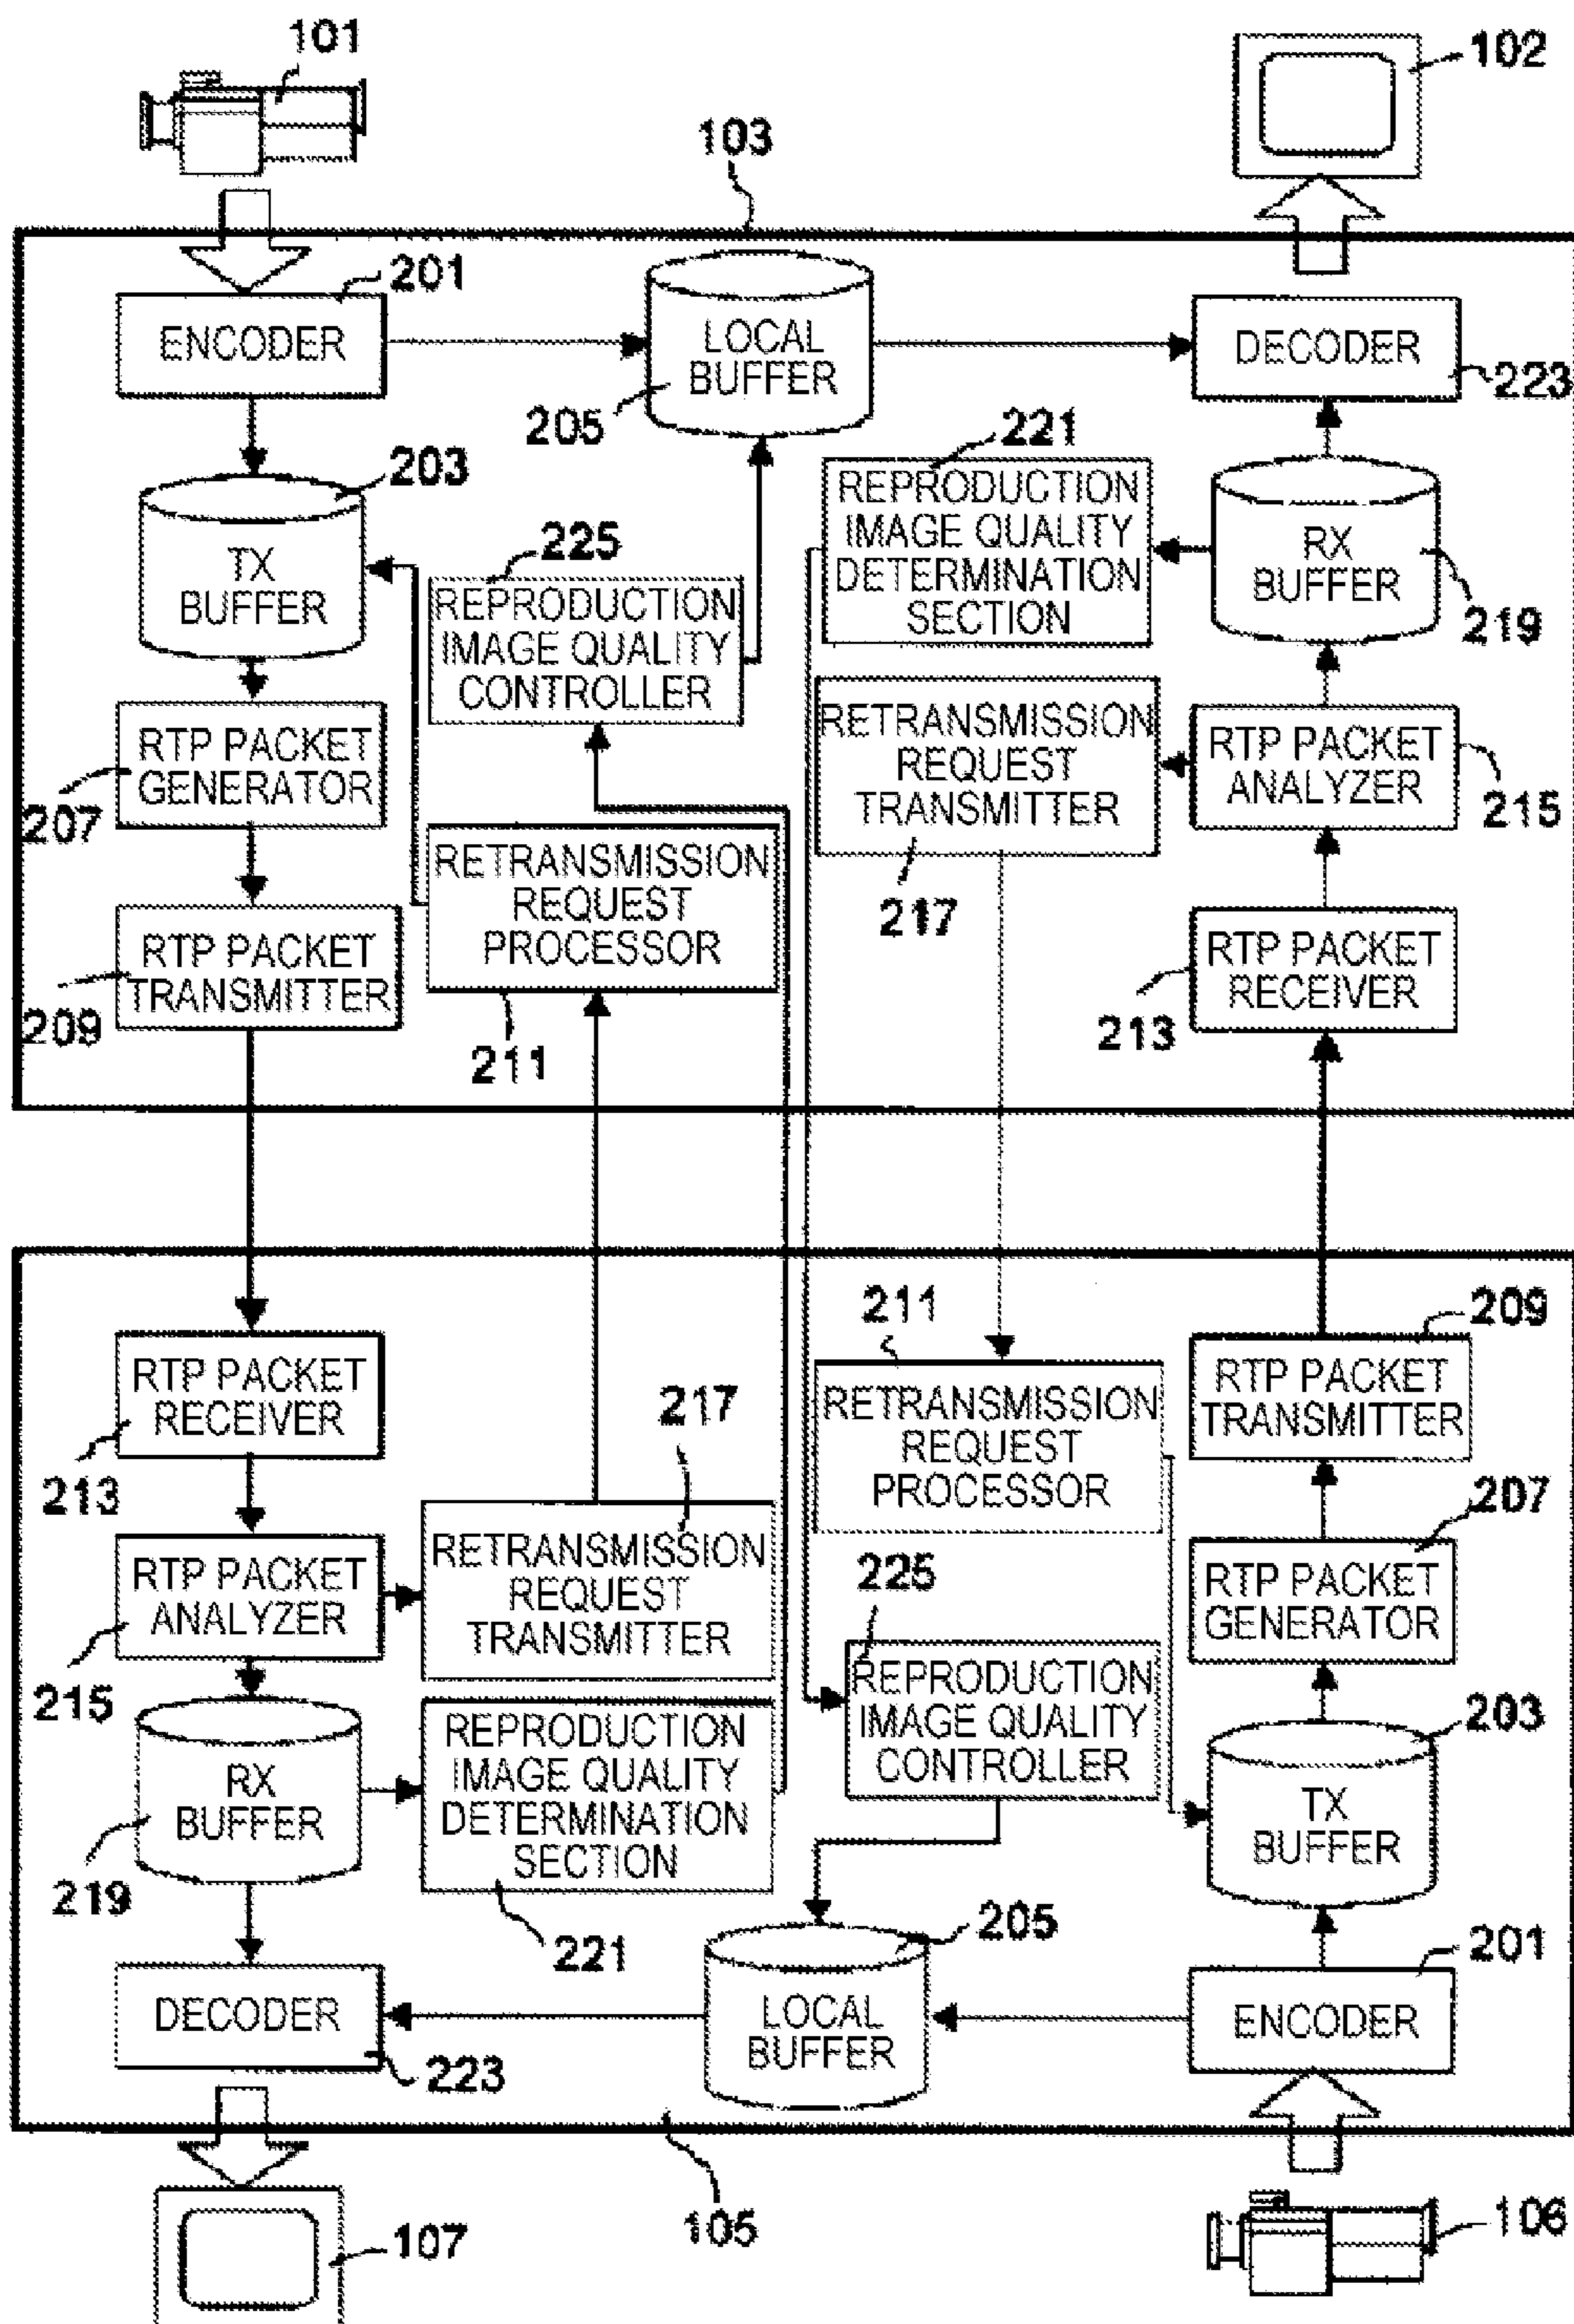 101
102
103
201
ENCODER
LOCAL
BUFFER
205
DECODER
223
203
TX
BUFFER
225
REPRODUCTION
IMAGE QUALITY
CONTROLLER
221
REPRODUCTION
IMAGE QUALITY
DETERMINATION
SECTION
RX
BUFFER
219
RTP PACKET
GENERATOR
207
RETRANSMISSION
REQUEST
TRANSMITTER
217
RTP PACKET
ANALYZER
215
RETRANSMISSION
REQUEST
PROCESSOR
211
RTP PACKET
TRANSMITTER
209
RTP PACKET
RECEIVER
213
RTP PACKET
RECEIVER
213
217
211
RETRANSMISSION
REQUEST
PROCESSOR
209
RTP PACKET
TRANSMITTER
RTP PACKET
ANALYZER
215
RETRANSMISSION
REQUEST
TRANSMITTER
225
REPRODUCTION
IMAGE QUALITY
CONTROLLER
207
RTP PACKET
GENERATOR
RX
BUFFER
219
REPRODUCTION
IMAGE QUALITY
DETERMINATION
SECTION
221
203
TX
BUFFER
205
LOCAL
BUFFER
201
ENCODER
DECODER
223
105
107
106